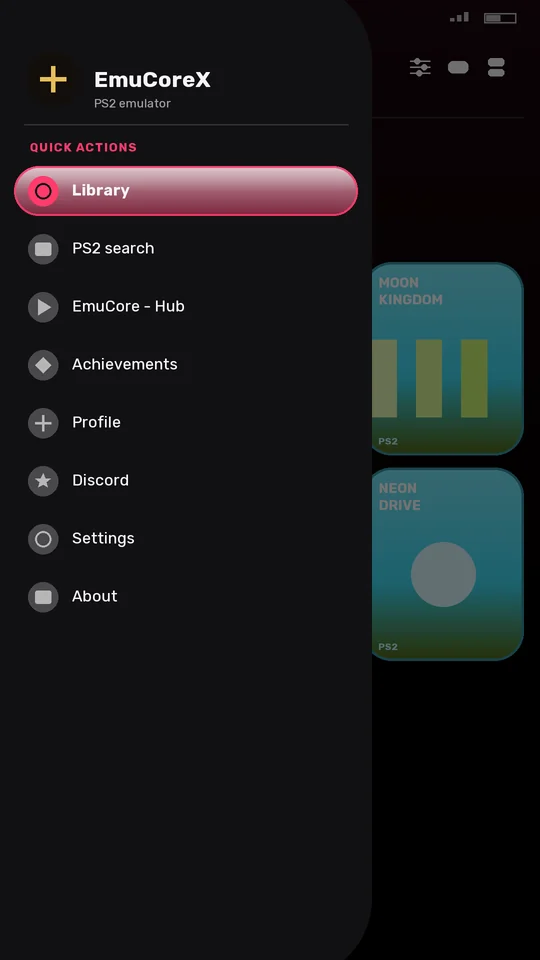 EmuCoreX
PS2 emulator
QUICK ACTIONS
Library
PS2 search
EmuCore - Hub
Achievements
Profile
Discord
Settings
About
MOON
KINGDOM
PS2
NEON
DRIVE
PS2